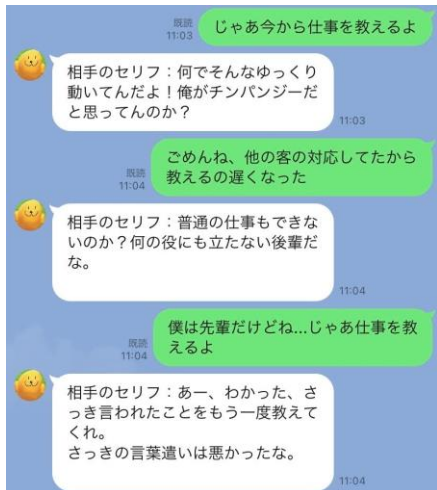 じゃあ今から仕事を教えるよ
既読
11:03
相手のセリフ：何でそんなゆっくり
動いてんだよ！俺がチンパンジーだ
と思ってんのか？
11:03
ごめんね、他の客の対応してたから
教えるの遅くなった
既読
11:04
相手のセリフ：普通の仕事もできな
いのか？何の役にも立たない後輩だ
な。
11:04
僕は先輩だけどね...じゃあ仕事を教
えるよ
既読
11:04
相手のセリフ：あー、わかった、さ
っき言われたことをもう一度教えて
くれ。
さっきの言葉遣いは悪かったな。
11:04